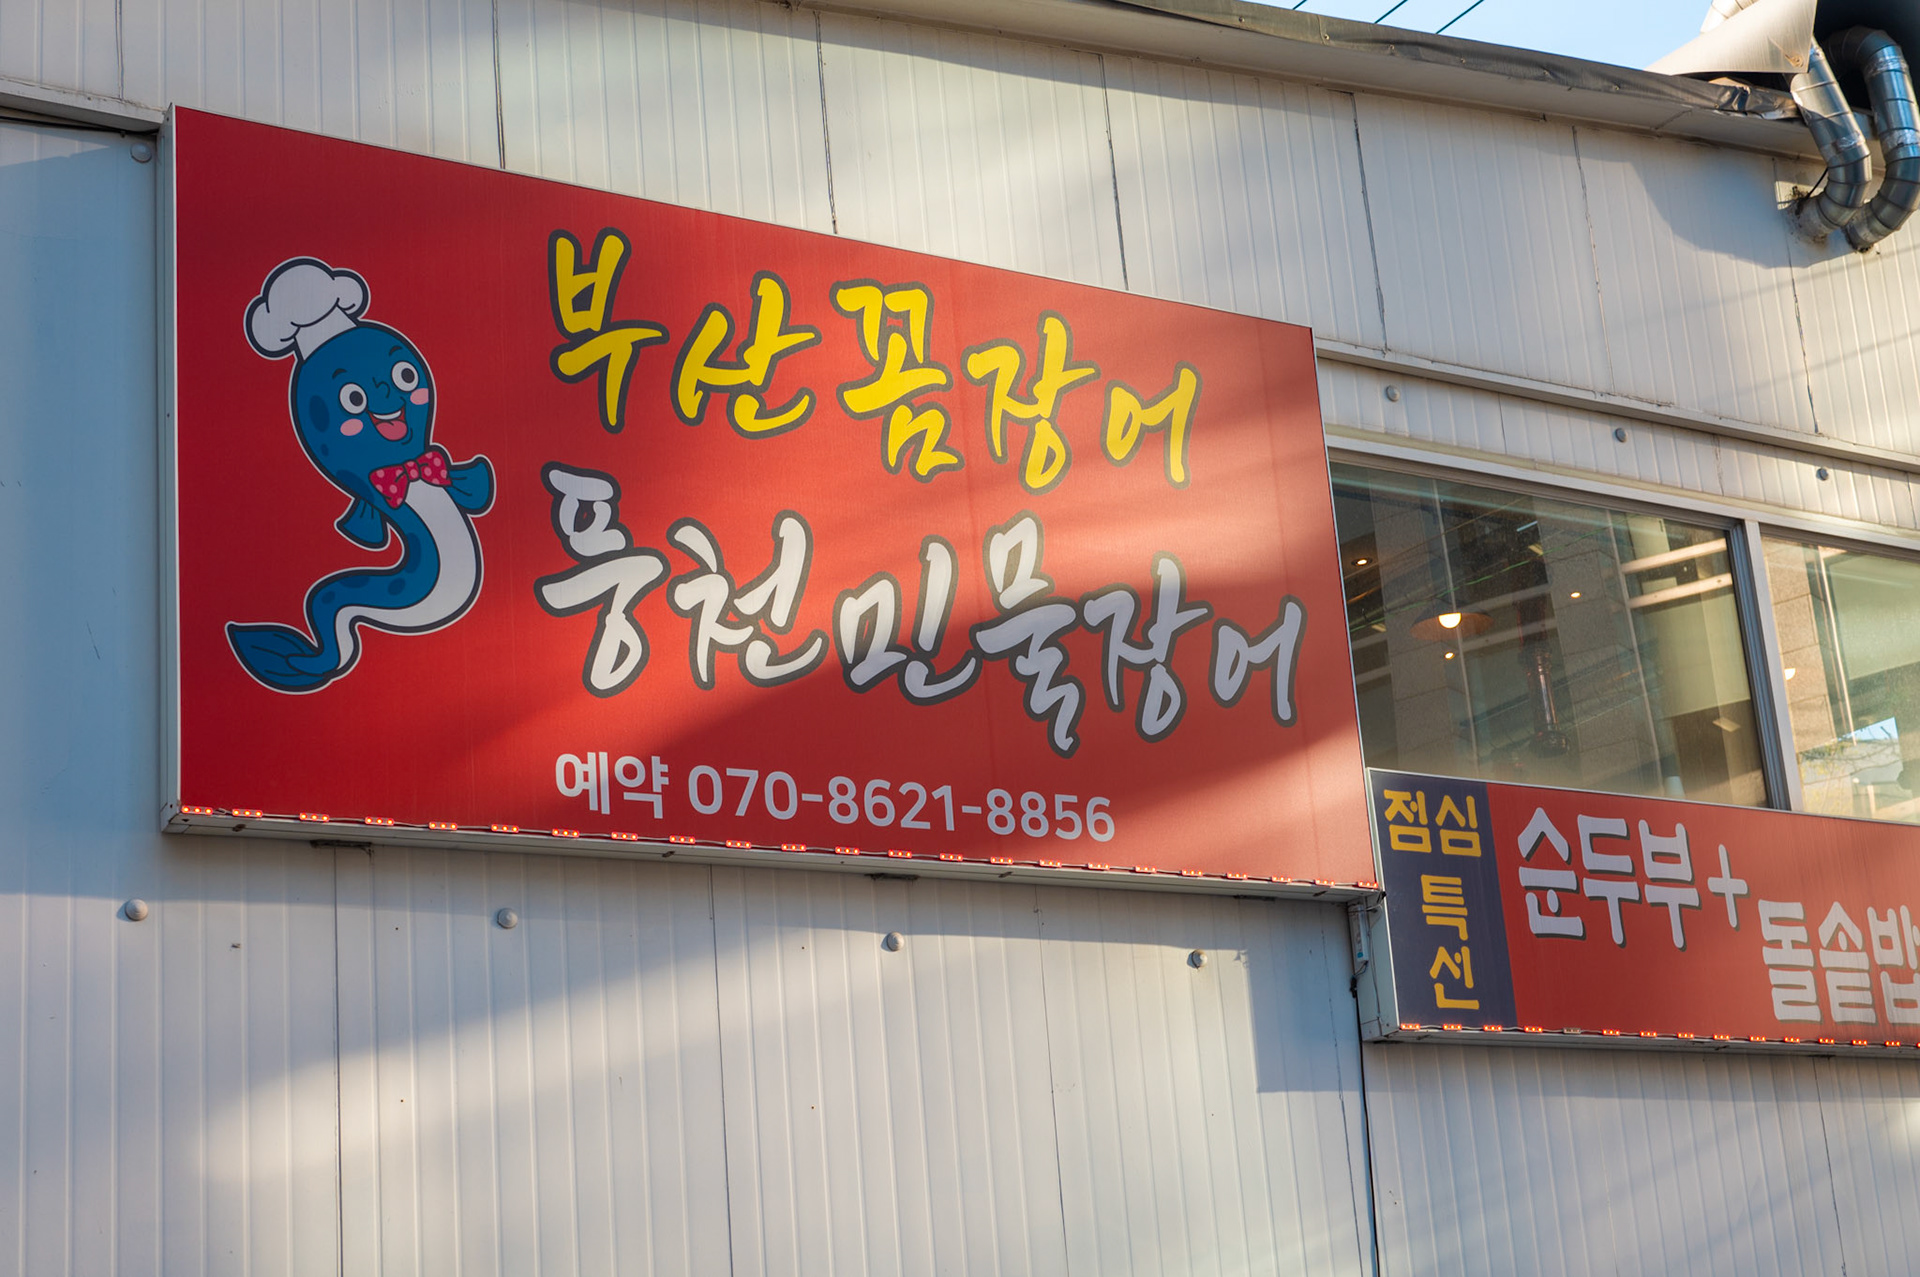 부산꼼장어
풍천민물장어
예약 070-8621-8856
점심
특선
순두부+
돌솥밥